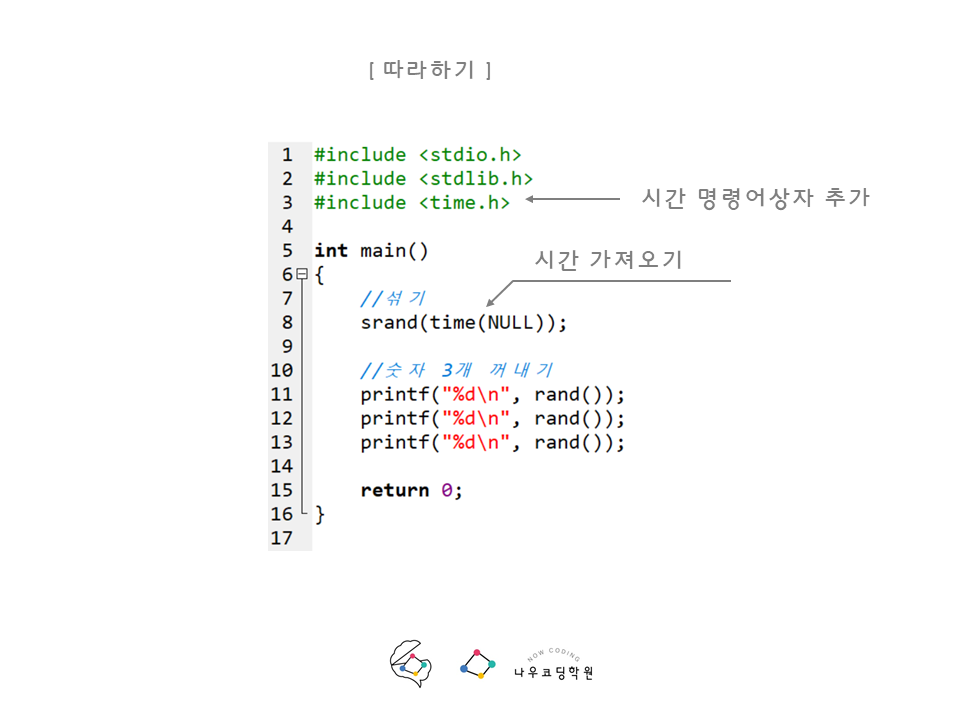 [ 따라하기 ]
1 #include <stdio.h>
2 #include <stdlib.h>
3 #include <time.h>
시간 명령어상자 추가
4
5 int main()
시간 가져오기
6 {
7 //섞기
8 srand(time(NULL));
9
10 //숫자 3개 꺼내기
11 printf("%d\n", rand());
12 printf("%d\n", rand());
13 printf("%d\n", rand());
14
15 return 0;
16 }
17
NOW CODING
나우코딩학원